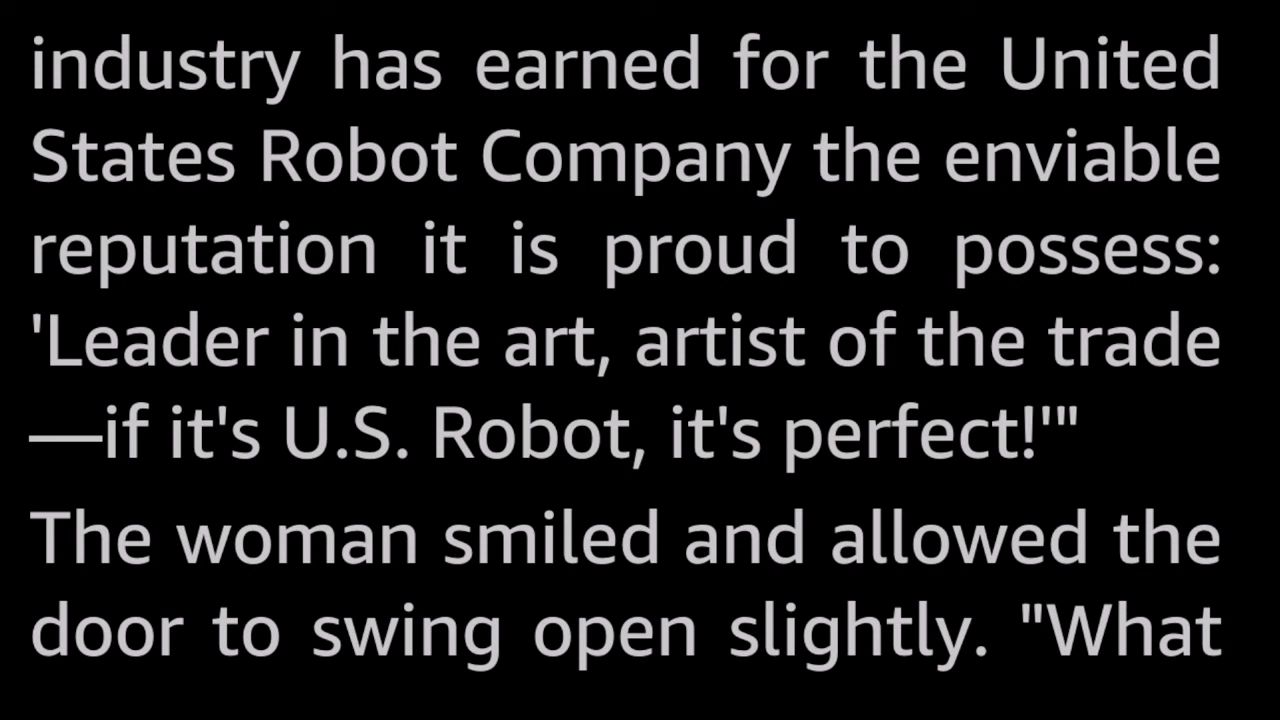 industry has earned for the United
States Robot Company the enviable
reputation it is proud to possess:
'Leader in the art, artist of the trade
—if it's U.S. Robot, it's perfect!'"
The woman smiled and allowed the
door to swing open slightly. "What